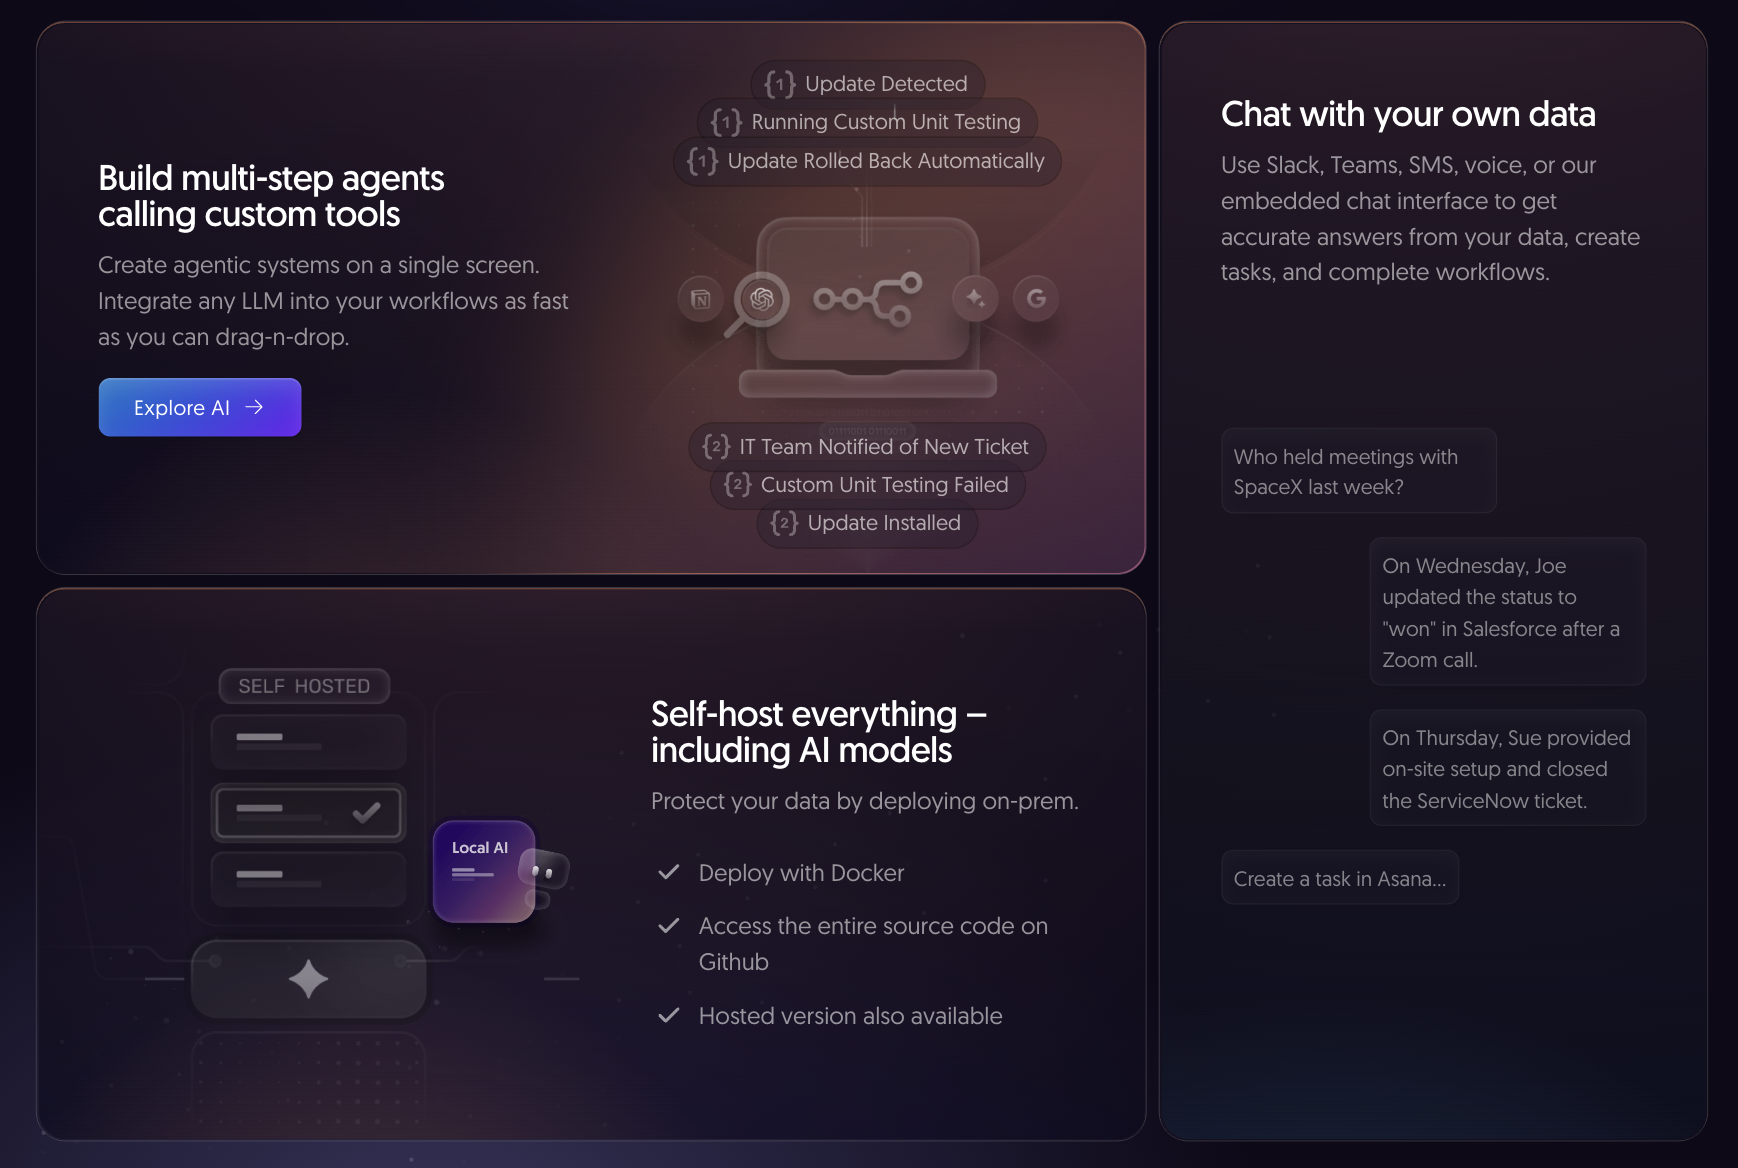 Build multi-step agents
calling custom tools
Create agentic systems on a single screen.
Integrate any LLM into your workflows as fast
as you can drag-n-drop.
Explore AI →
{1} Update Detected
{1} Running Custom Unit Testing
{1} Update Rolled Back Automatically
N
G
{2} IT Team Notified of New Ticket
{2} Custom Unit Testing Failed
{2} Update Installed
Chat with your own data
Use Slack, Teams, SMS, voice, or our
embedded chat interface to get
accurate answers from your data, create
tasks, and complete workflows.
Who held meetings with
SpaceX last week?
On Wednesday, Joe
updated the status to
"won" in Salesforce after a
Zoom call.
On Thursday, Sue provided
on-site setup and closed
the ServiceNow ticket.
Create a task in Asana...
SELF HOSTED
Local AI
Self-host everything –
including AI models
Protect your data by deploying on-prem.
Deploy with Docker
Access the entire source code on
Github
Hosted version also available